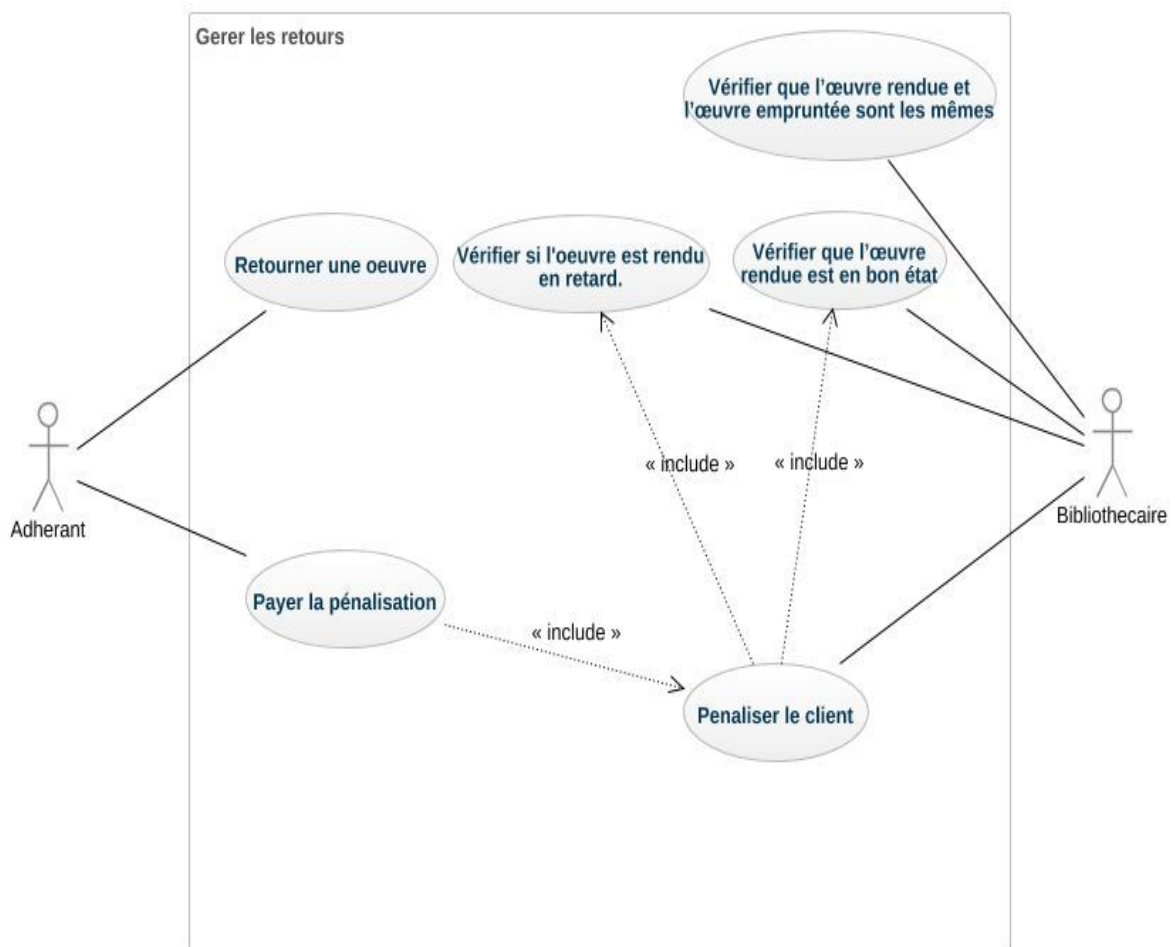 Gerer les retours
Vérifier que l'œuvre rendue et
l'œuvre empruntée sont les mêmes
Retourner une oeuvre
Vérifier si l'oeuvre est rendu
en retard.
Vérifier que l'œuvre
rendue est en bon état
« include »
« include »
Adherant
Bibliothecaire
Payer la pénalisation
« include »
Penaliser le client